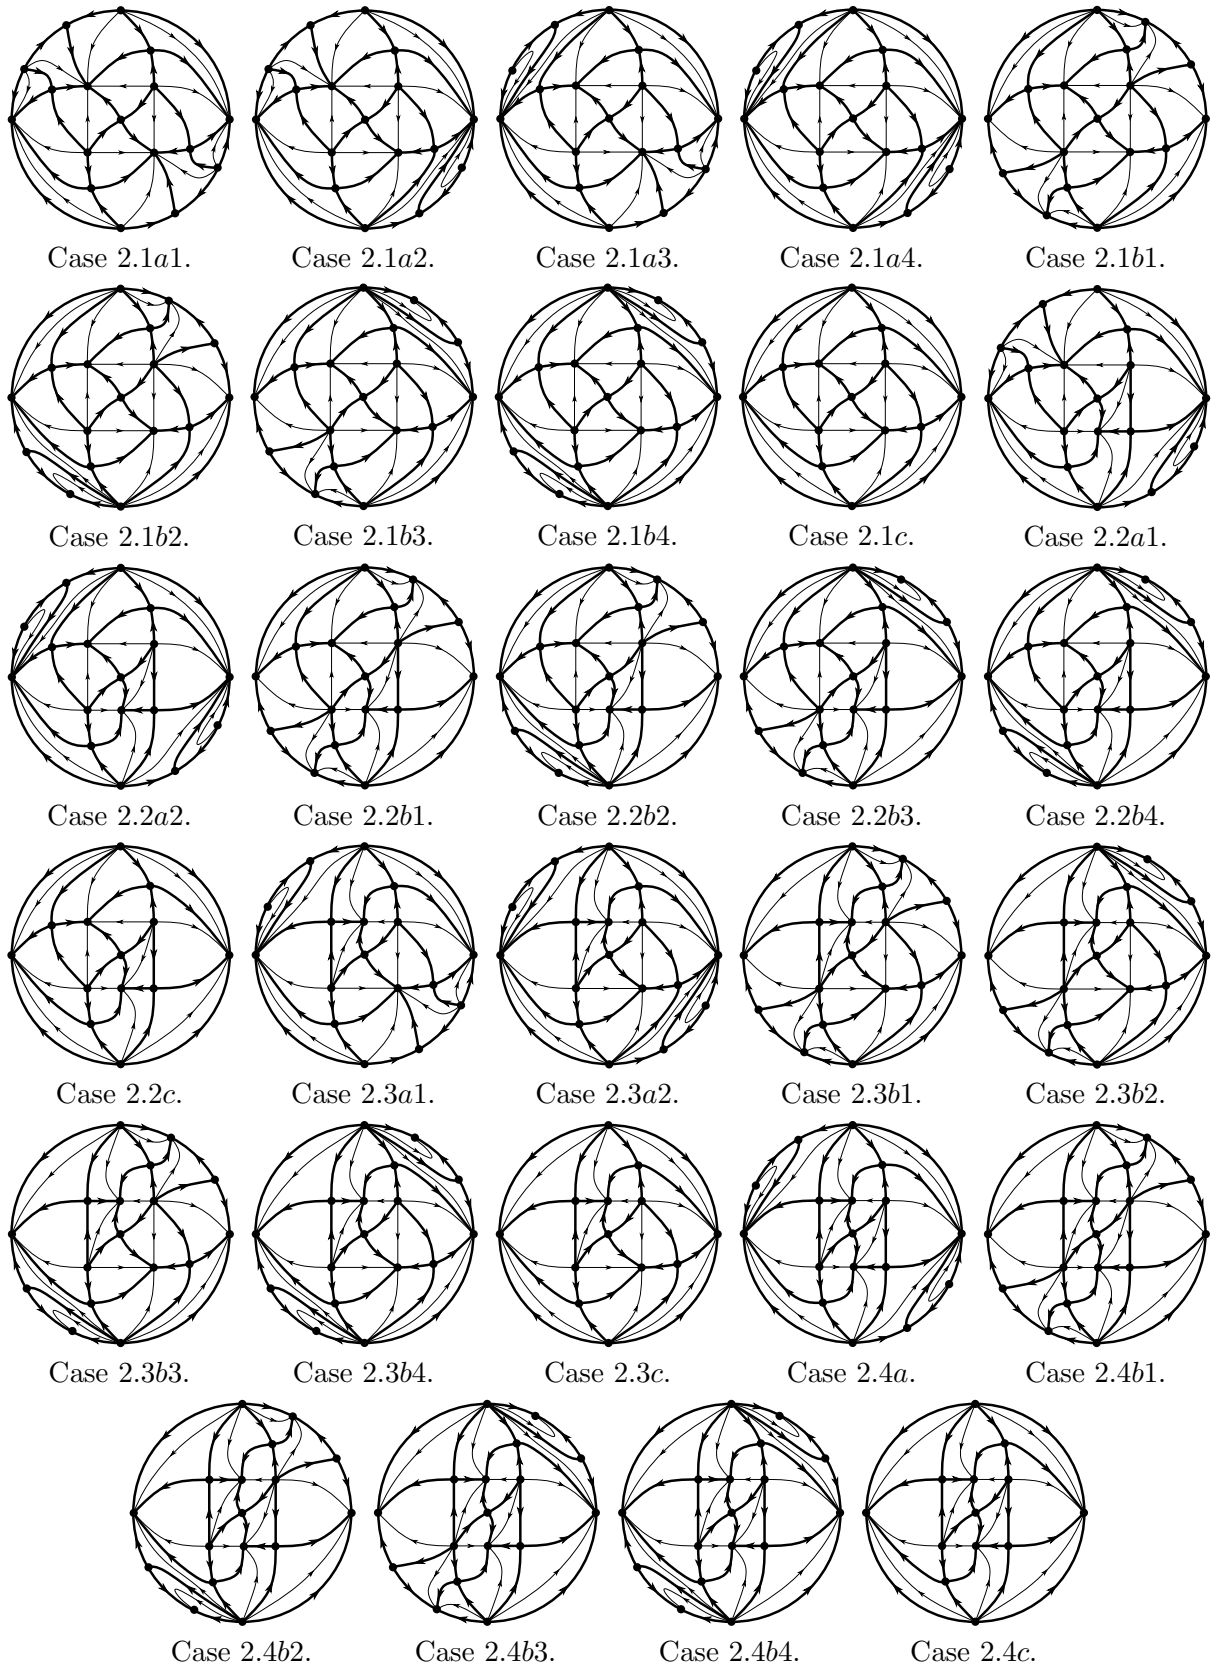 Case 2.1a1. Case 2.1a2. Case 2.1a3. Case 2.1a4. Case 2.1b1.
Case 2.1b2. Case 2.1b3. Case 2.1b4. Case 2.1c. Case 2.2a1.
Case 2.2a2. Case 2.2b1. Case 2.2b2. Case 2.2b3. Case 2.2b4.
Case 2.2c. Case 2.3a1. Case 2.3a2. Case 2.3b1. Case 2.3b2.
Case 2.3b3. Case 2.3b4. Case 2.3c. Case 2.4a. Case 2.4b1.
Case 2.4b2. Case 2.4b3. Case 2.4b4. Case 2.4c.